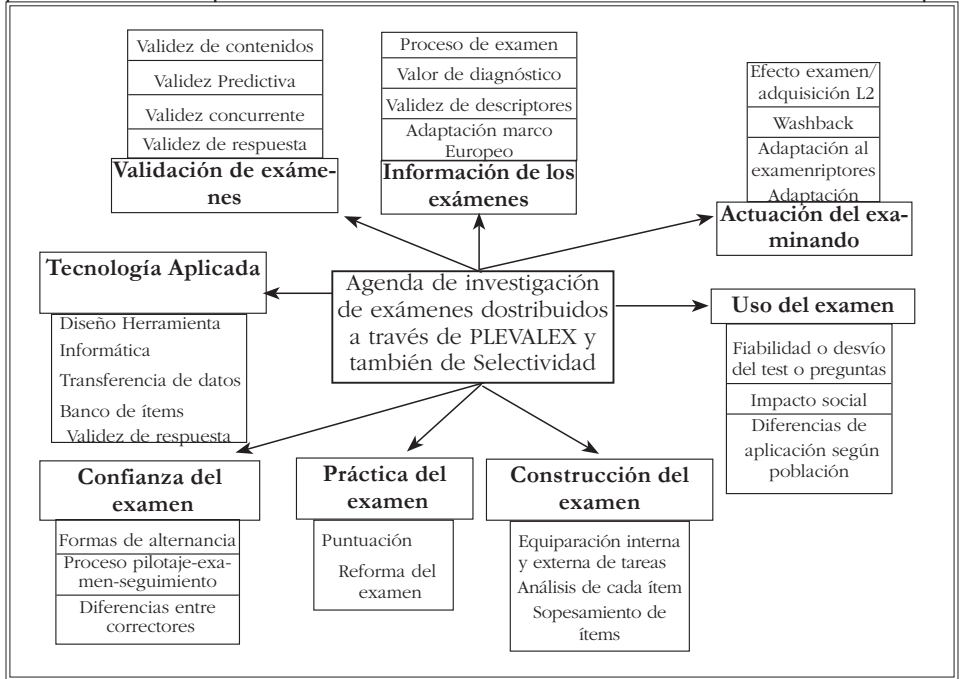 Validez de contenidos
Validez Predictiva
Validez concurrente
Validez de respuesta
Validación de exáme-
nes
Proceso de examen
Valor de diagnóstico
Validez de descriptores
Adaptación marco
Europeo
Información de los
exámenes
Efecto examen/
adquisición L2
Washback
Adaptación al
examenriptores
Adaptación
Actuación del exa-
minando
Tecnología Aplicada
Diseño Herramienta
Informática
Transferencia de datos
Banco de ítems
Validez de respuesta
Agenda de investigación
de exámenes dostribuidos
a través de PLEVALEX y
también de Selectividad
Uso del examen
Fiabilidad o desvío
del test o preguntas
Impacto social
Diferencias de
aplicación según
población
Confianza del
examen
Formas de alternancia
Proceso pilotaje-exa-
men-seguimiento
Diferencias entre
correctores
Práctica del
examen
Puntuación
Reforma del
examen
Construcción del
examen
Equiparación interna
y externa de tareas
Análisis de cada ítem
Sopesamiento de
ítems